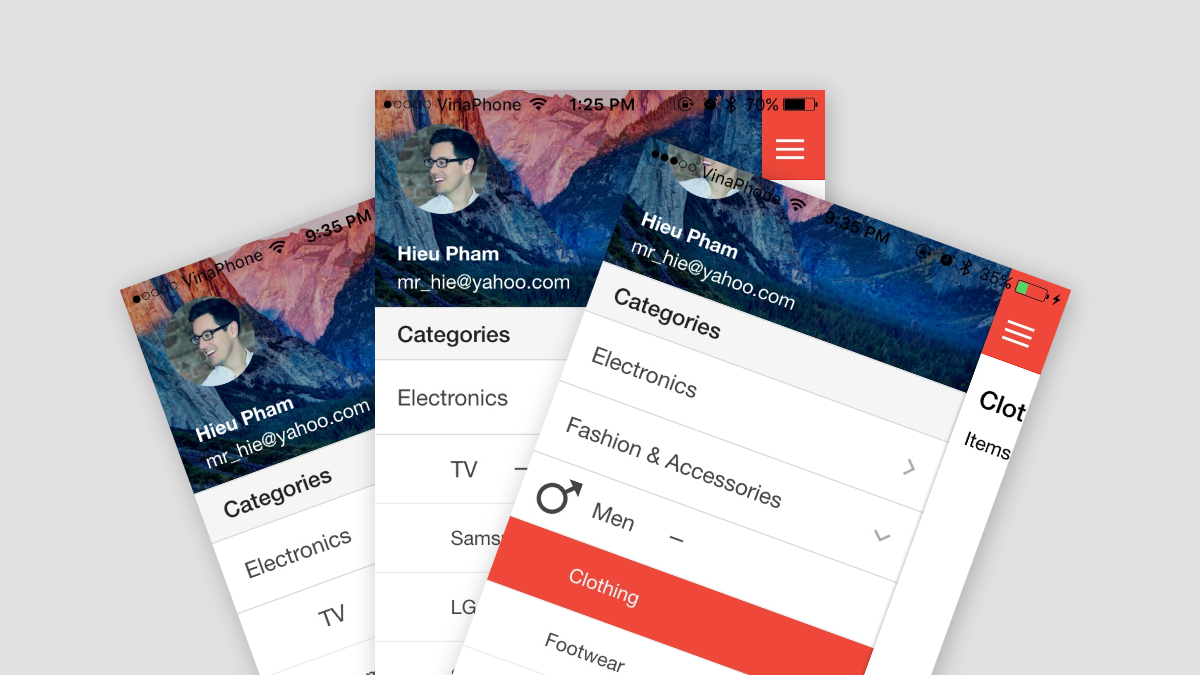 VinaPhone 9:35 PM
Hieu Pham
mr_hie@yahoo.com
Categories
Electronics
TV
VinaPhone 1:25 PM 70%
Hieu Pham
mr_hie@yahoo.com
Categories
Electronics
TV –
LG
VinaPhone 9:35 PM 35%
Hieu Pham
mr_hie@yahoo.com
Categories
Electronics
Fashion & Accessories
Men –
Clothing
Footwear
Clot
Items